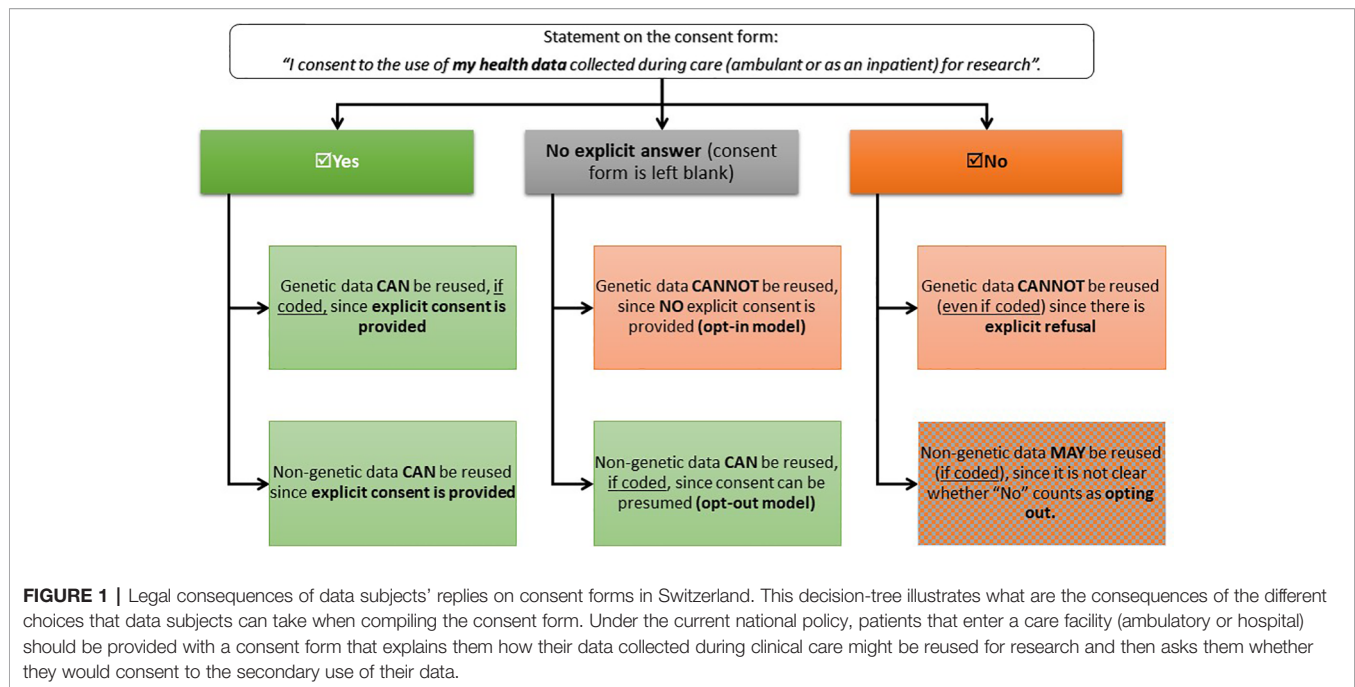 Statement on the consent form:
“I consent to the use of my health data collected during care (ambulant or as an inpatient) for research”.
☑Yes
No explicit answer (consent
form is left blank)
☑No
Genetic data CAN be reused, if
coded, since explicit consent is
provided
Genetic data CANNOT be reused,
since NO explicit consent is
provided (opt-in model)
Genetic data CANNOT be reused
(even if coded) since there is
explicit refusal
Non-genetic data CAN be reused
since explicit consent is provided
Non-genetic data CAN be reused,
if coded, since consent can be
presumed (opt-out model)
Non-genetic data MAY be reused
(if coded), since it is not clear
whether “No” counts as opting
out.
FIGURE 1 | Legal consequences of data subjects’ replies on consent forms in Switzerland. This decision-tree illustrates what are the consequences of the different
choices that data subjects can take when compiling the consent form. Under the current national policy, patients that enter a care facility (ambulatory or hospital)
should be provided with a consent form that explains them how their data collected during clinical care might be reused for research and then asks them whether
they would consent to the secondary use of their data.